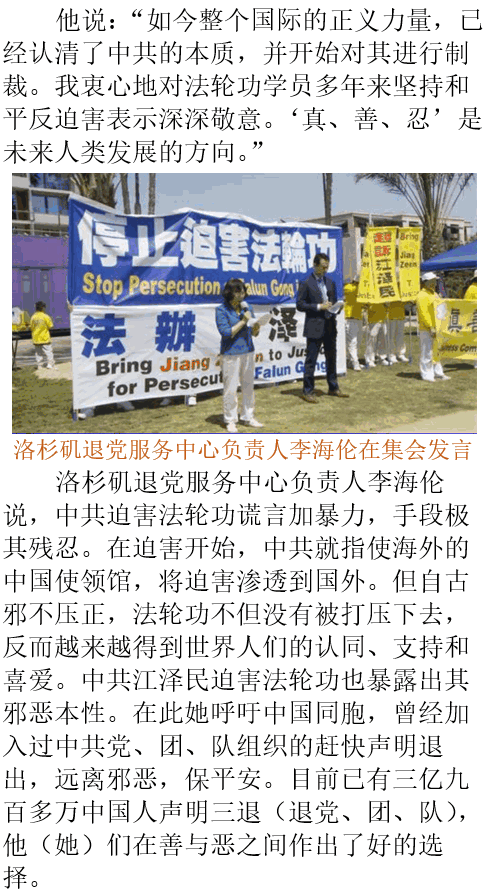 他说：“如今整个国际的正义力量，已
经认清了中共的本质，并开始对其进行制
裁。我衷心地对法轮功学员多年来坚持和
平反迫害表示深深敬意。‘真、善、忍’是
未来人类发展的方向。”
停止迫害法輪功
Stop Persecution Falun Gong
法辦 泽
Bring Jiang to
for Persecu Falun Gong
起訴江澤民
Bring
洛杉矶退党服务中心负责人李海伦在集会发言
洛杉矶退党服务中心负责人李海伦
说，中共迫害法轮功谎言加暴力，手段极
其残忍。在迫害开始，中共就指使海外的
中国使领馆，将迫害渗透到国外。但自古
邪不压正，法轮功不但没有被打压下去，
反而越来越得到世界人们的认同、支持和
喜爱。中共江泽民迫害法轮功也暴露出其
邪恶本性。在此她呼吁中国同胞，曾经加
入过中共党、团、队组织的赶快声明退
出，远离邪恶，保平安。目前已有三亿九
百多万中国人声明三退（退党、团、队），
他（她）们在善与恶之间作出了好的选
择。